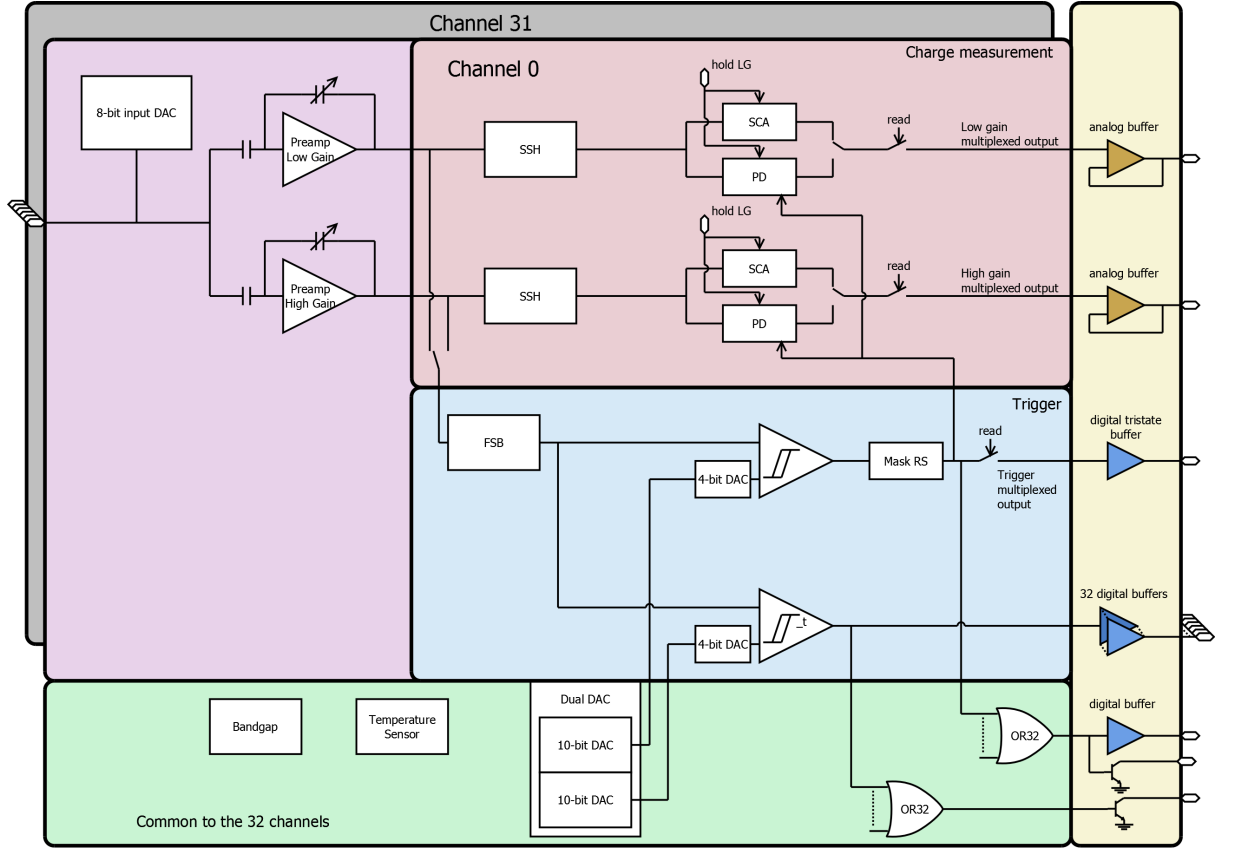 Channel 31
Charge measurement
Channel 0
hold LG
8-bit input DAC
SCA
read
Low gain
multiplexed output
analog buffer
Preamp
Low Gain
SSH
PD
hold LG
SCA
read
High gain
multiplexed output
analog buffer
Preamp
High Gain
SSH
PD
Trigger
digital tristate
buffer
FSB
read
4-bit DAC
Mask RS
Trigger
multiplexed
output
32 digital buffers
_t
4-bit DAC
Dual DAC
digital buffer
Bandgap
Temperature
Sensor
10-bit DAC
OR32
10-bit DAC
OR32
Common to the 32 channels